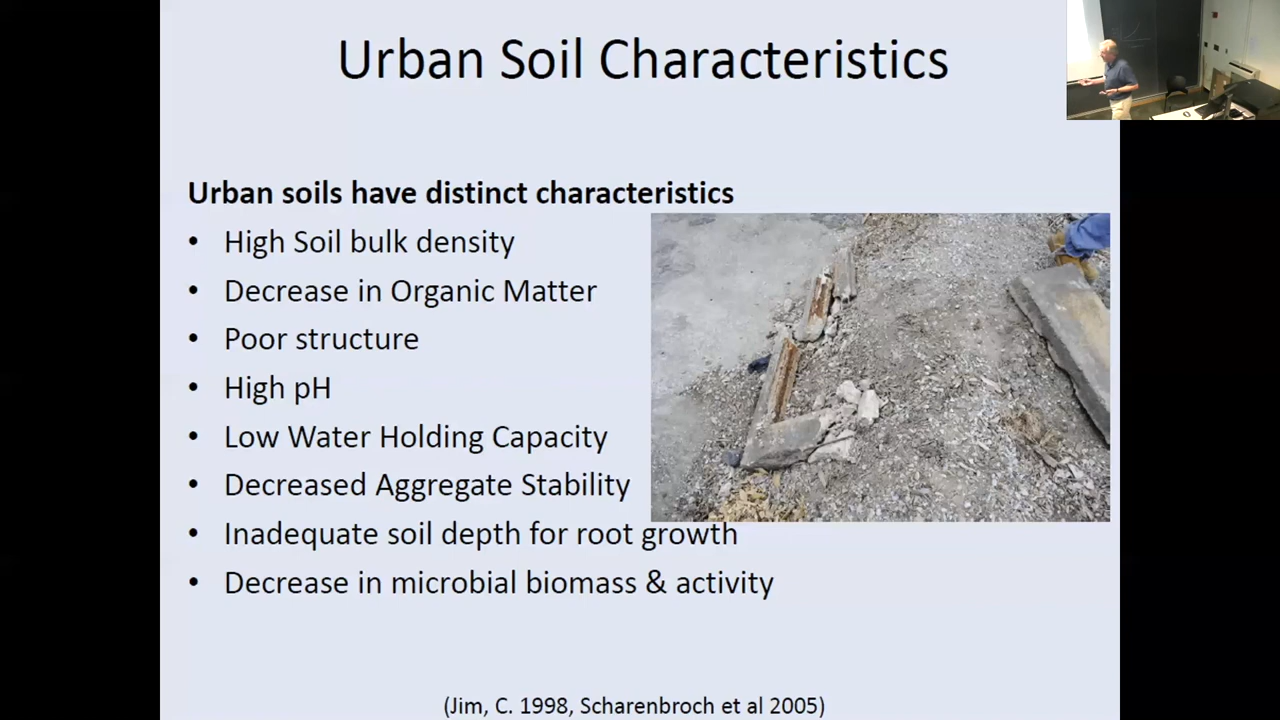 Urban Soil Characteristics
Urban soils have distinct characteristics
• High Soil bulk density
• Decrease in Organic Matter
• Poor structure
• High pH
• Low Water Holding Capacity
• Decreased Aggregate Stability
• Inadequate soil depth for root growth
• Decrease in microbial biomass & activity
(Jim, C. 1998, Scharenbroch et al 2005)